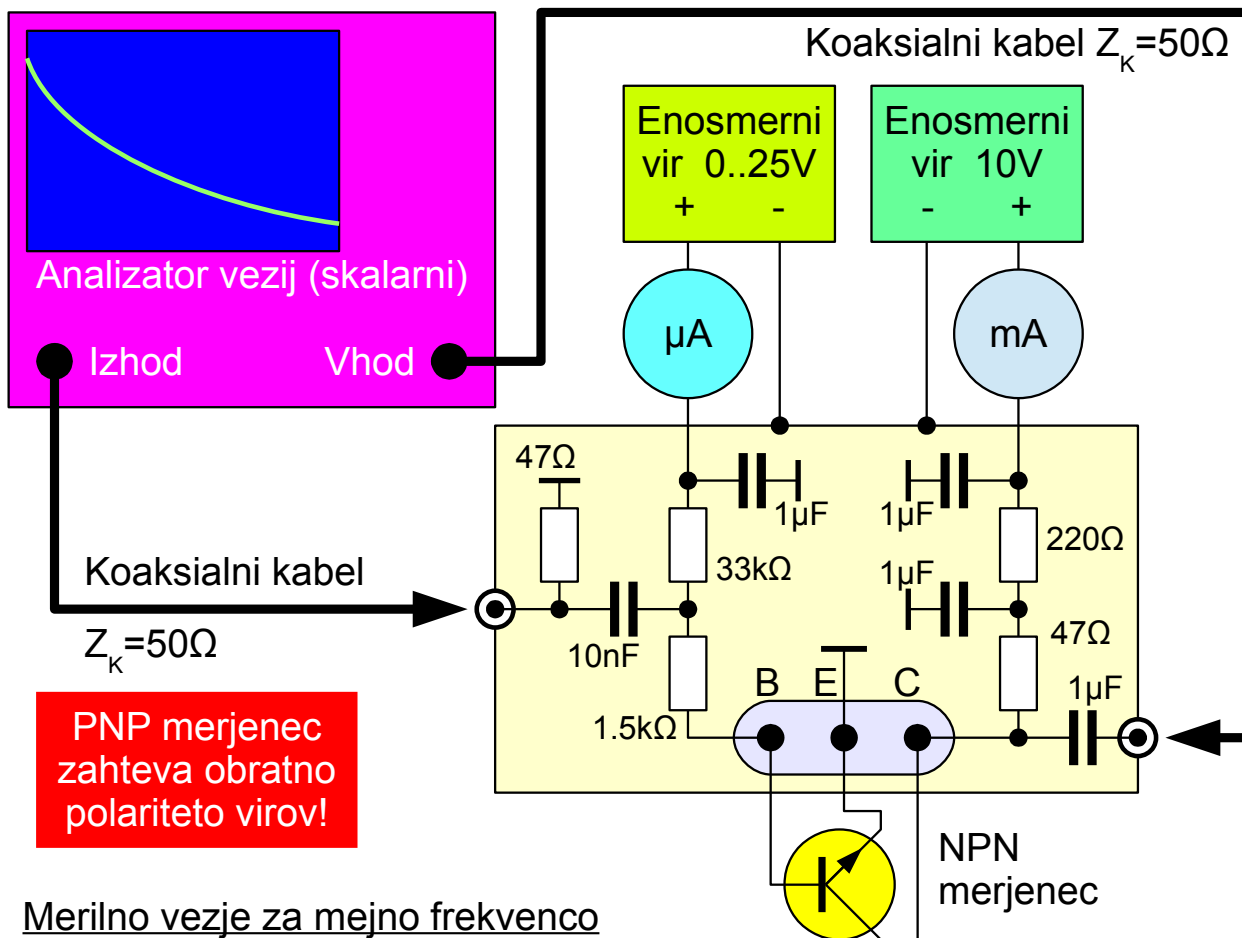 Koaksialni kabel Z_K=50Ω
Enosmerni
vir 0..25V
+ -
Enosmerni
vir 10V
- +
Analizator vezij (skalarni)
Izhod
Vhod
µA
mA
47Ω
1µF
1µF
33kΩ
220Ω
1µF
Koaksialni kabel
Z_K=50Ω
10nF
47Ω
1.5kΩ
B E C
1µF
PNP merjenec
zahteva obratno
polariteto virov!
NPN
merjenec
Merilno vezje za mejno frekvenco